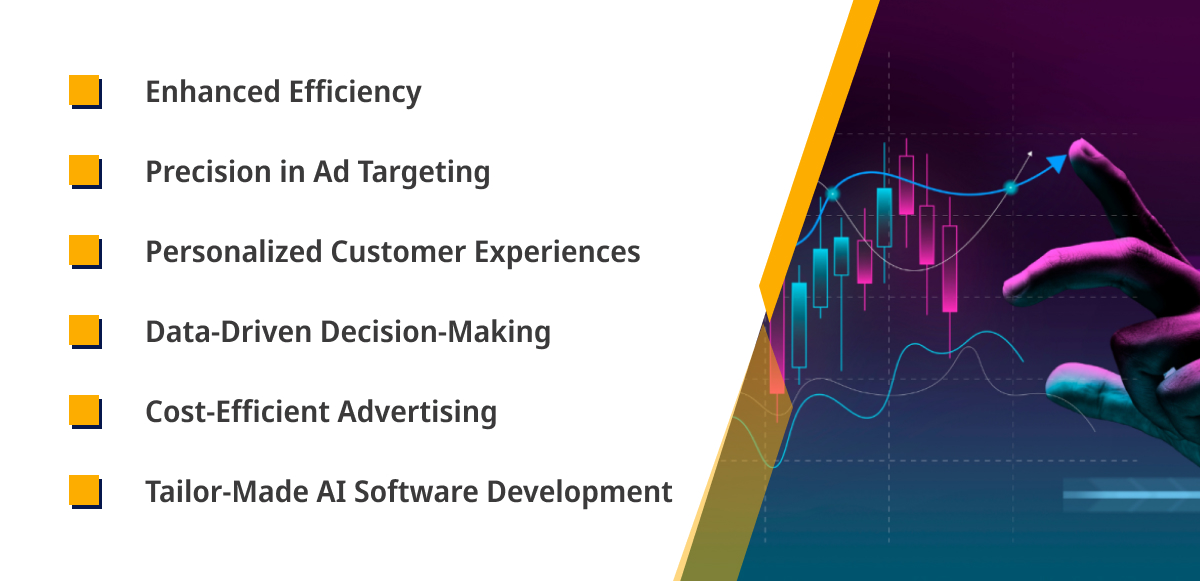 Enhanced Efficiency
Precision in Ad Targeting
Personalized Customer Experiences
Data-Driven Decision-Making
Cost-Efficient Advertising
Tailor-Made AI Software Development